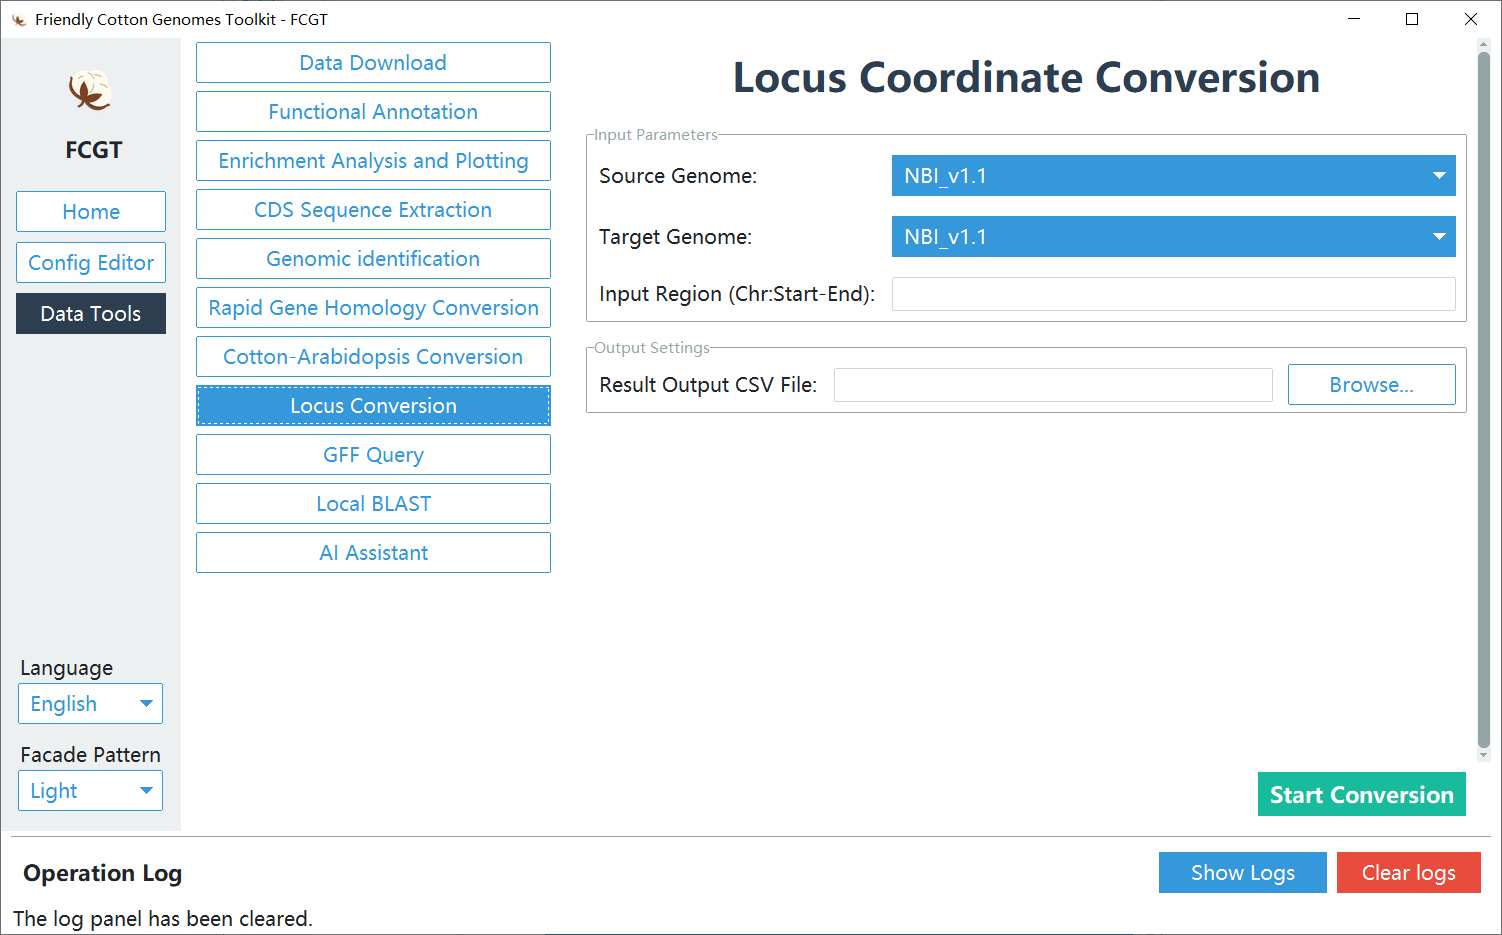 Friendly Cotton Genomes Toolkit - FCGT
FCGT
Home
Config Editor
Data Tools
Language
English
Facade Pattern
Light
Data Download
Functional Annotation
Enrichment Analysis and Plotting
CDS Sequence Extraction
Genomic identification
Rapid Gene Homology Conversion
Cotton-Arabidopsis Conversion
Locus Conversion
GFF Query
Local BLAST
AI Assistant
Locus Coordinate Conversion
Input Parameters
Source Genome: NBI_v1.1
Target Genome: NBI_v1.1
Input Region (Chr:Start-End):
Output Settings
Result Output CSV File: Browse...
Start Conversion
Operation Log Show Logs Clear logs
The log panel has been cleared.